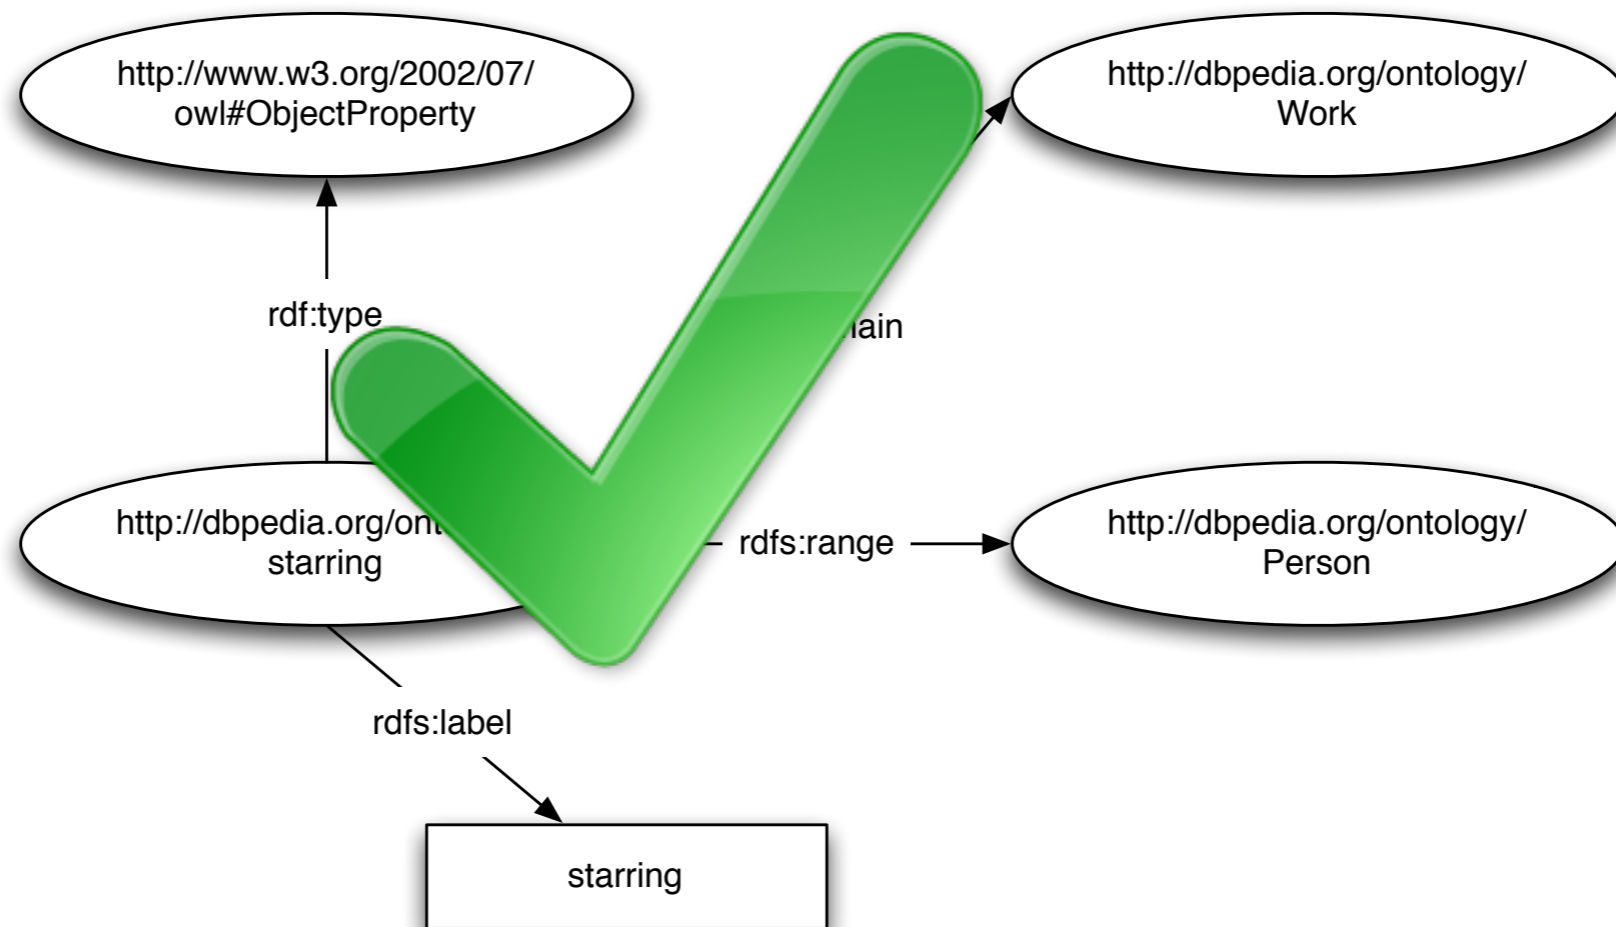 http://www.w3.org/2002/07/
owl#ObjectProperty
http://dbpedia.org/ontology/
Work
rdf:type
http://dbpedia.org/ont
starring
rdfs:range
http://dbpedia.org/ontology/
Person
rdfs:label
starring